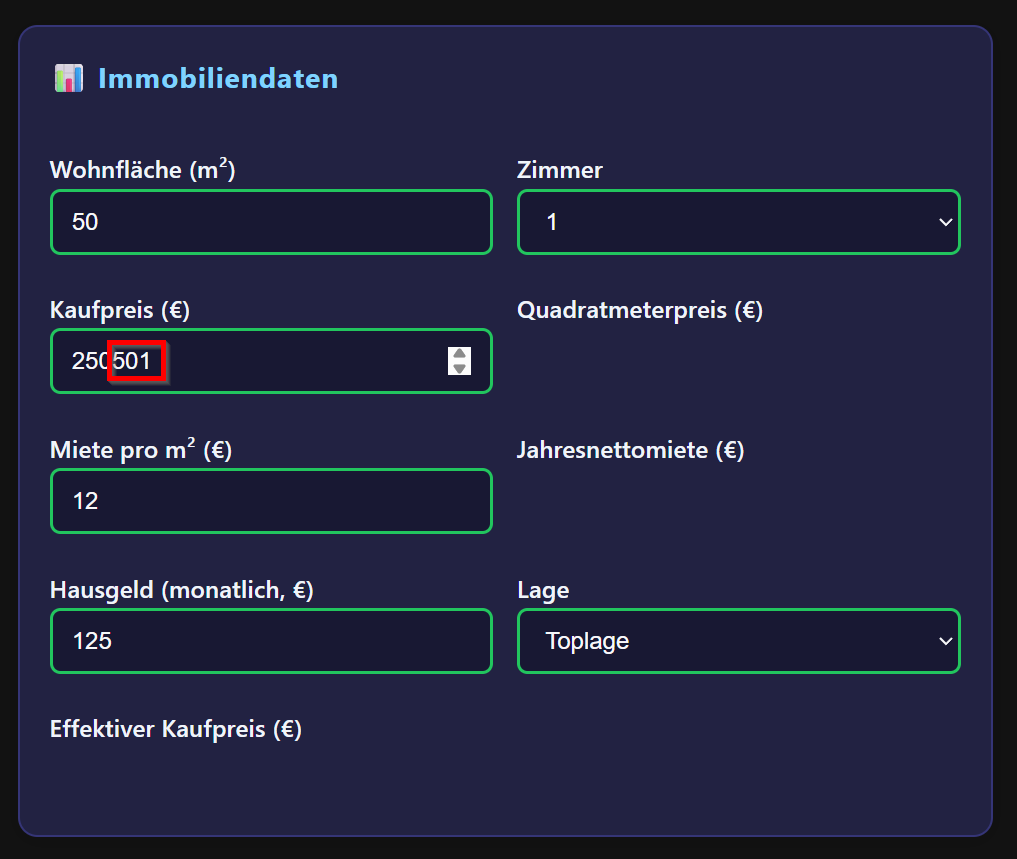 Immobiliendaten
Wohnfläche (m²)
Zimmer
50
1
Kaufpreis (€)
Quadratmeterpreis (€)
250501
Miete pro m² (€)
Jahresnettomiete (€)
12
Hausgeld (monatlich, €)
Lage
125
Toplage
Effektiver Kaufpreis (€)